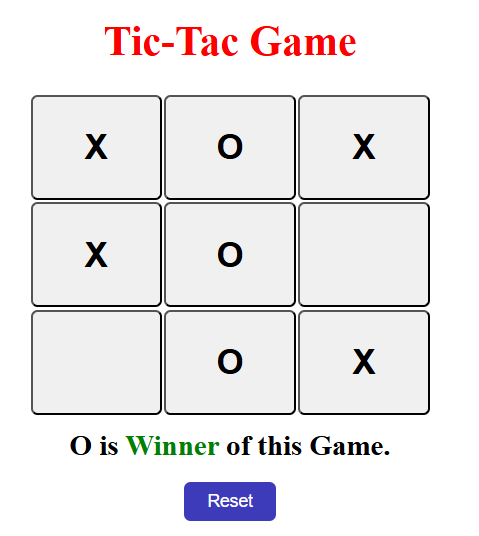 Tic-Tac Game
X O X
X O
O X
O is Winner of this Game.
Reset